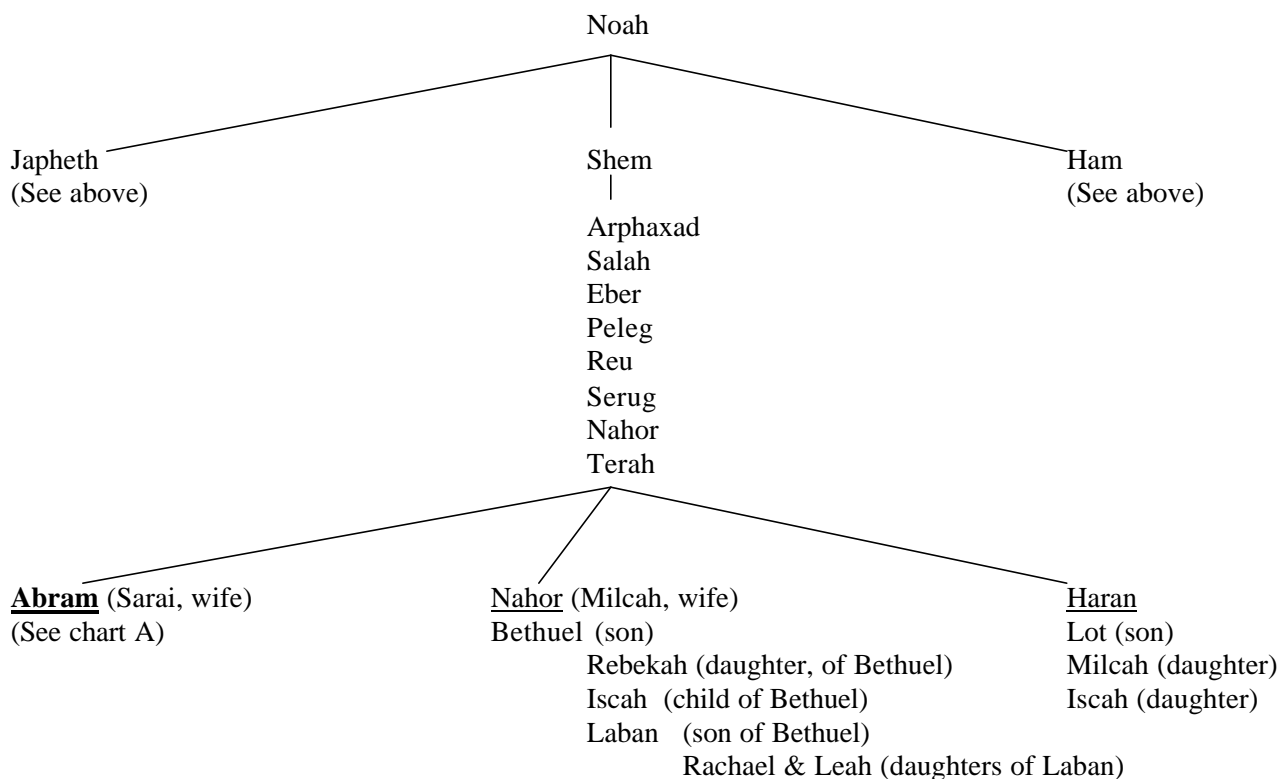 Noah
Japheth
(See above)
Shem
Ham
(See above)
Arphaxad
Salah
Eber
Peleg
Reu
Serug
Nahor
Terah
Abram (Sarai, wife)
(See chart A)
Nahor (Milcah, wife)
Bethuel (son)
Rebekah (daughter, of Bethuel)
Iscah (child of Bethuel)
Laban (son of Bethuel)
Rachael & Leah (daughters of Laban)
Haran
Lot (son)
Milcah (daughter)
Iscah (daughter)